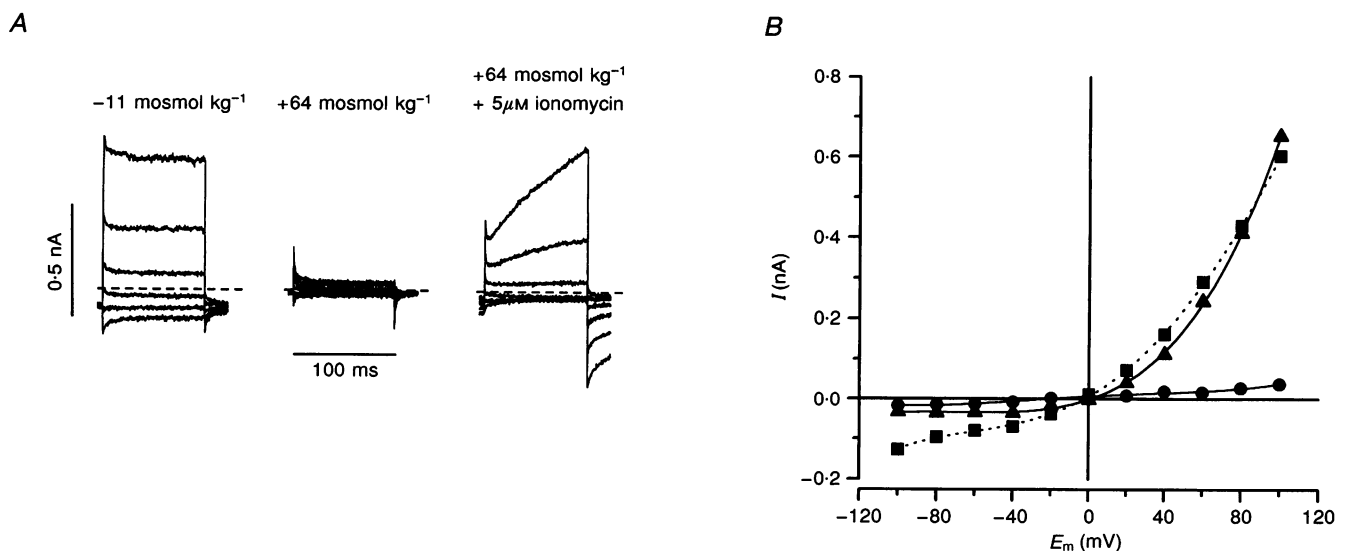 A
−11 mosmol kg⁻¹
+64 mosmol kg⁻¹
+64 mosmol kg⁻¹
+ 5μM ionomycin
0·5 nA
100 ms
B
I (nA)
0·8
0·6
0·4
0·2
0·0
−0·2
−120 −80 −40 0 40 80 120
Eₘ (mV)